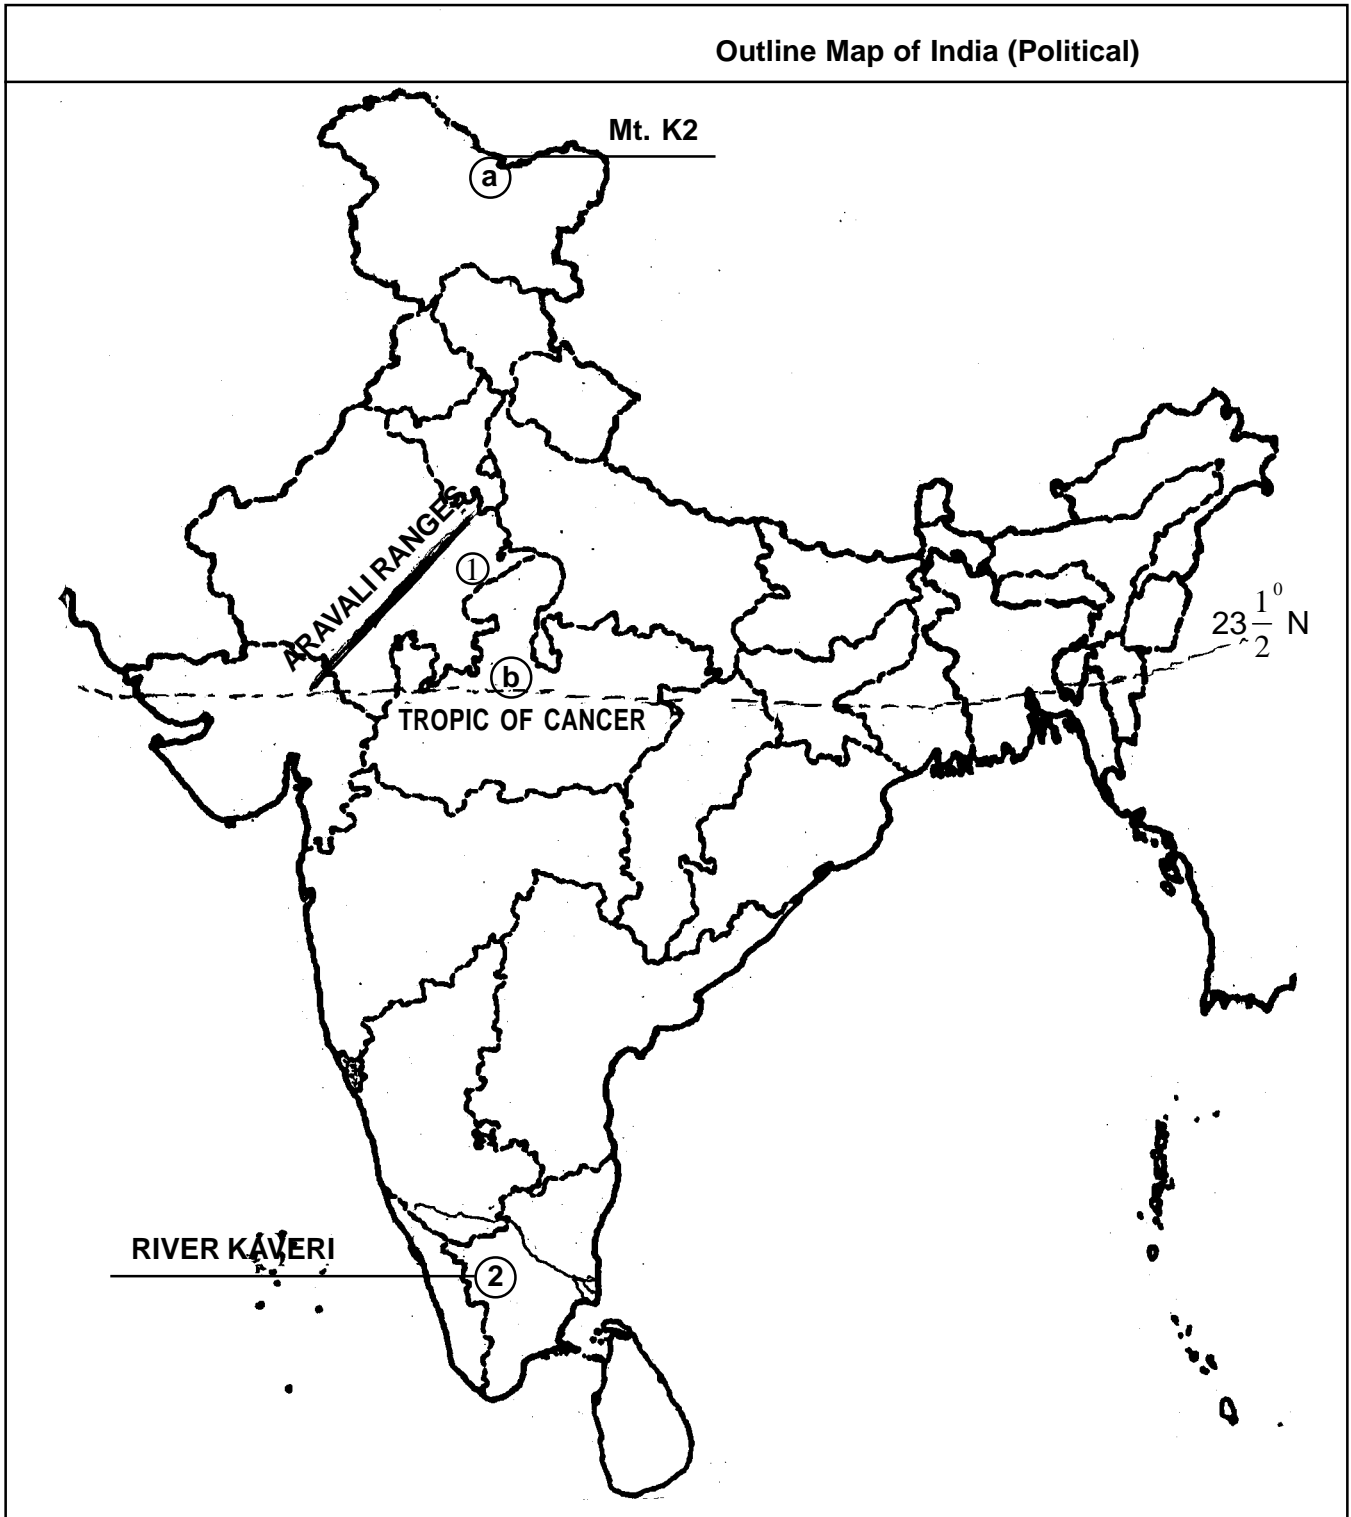 Outline Map of India (Political)
Mt. K2
a
ARAVALI RANGES
1
23 1/2 ⁰ N
b
TROPIC OF CANCER
RIVER KAVERI
2